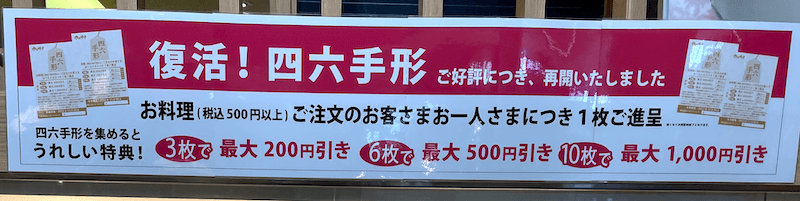 復活！四六手形 ご好評につき、再開いたしました
お料理(税込500円以上)ご注文のお客さまお一人さまにつき1枚ご進呈
四六手形を集めると
うれしい特典！
3枚で 最大200円引き 6枚で 最大500円引き 10枚で 最大1,000円引き